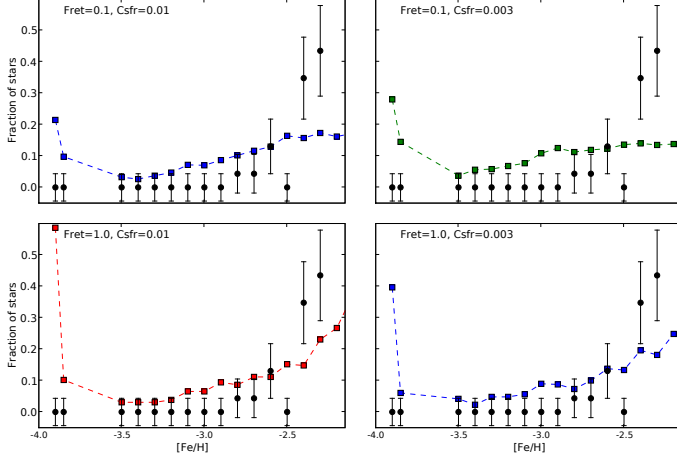 Fret=0.1, Csfr=0.01
Fret=0.1, Csfr=0.003
0.5
0.4
0.3
0.2
0.1
0.0
Fraction of stars
Fret=1.0, Csfr=0.01
Fret=1.0, Csfr=0.003
0.5
0.4
0.3
0.2
0.1
0.0
Fraction of stars
-4.0 -3.5 -3.0 -2.5
-3.5 -3.0 -2.5
[Fe/H]
[Fe/H]